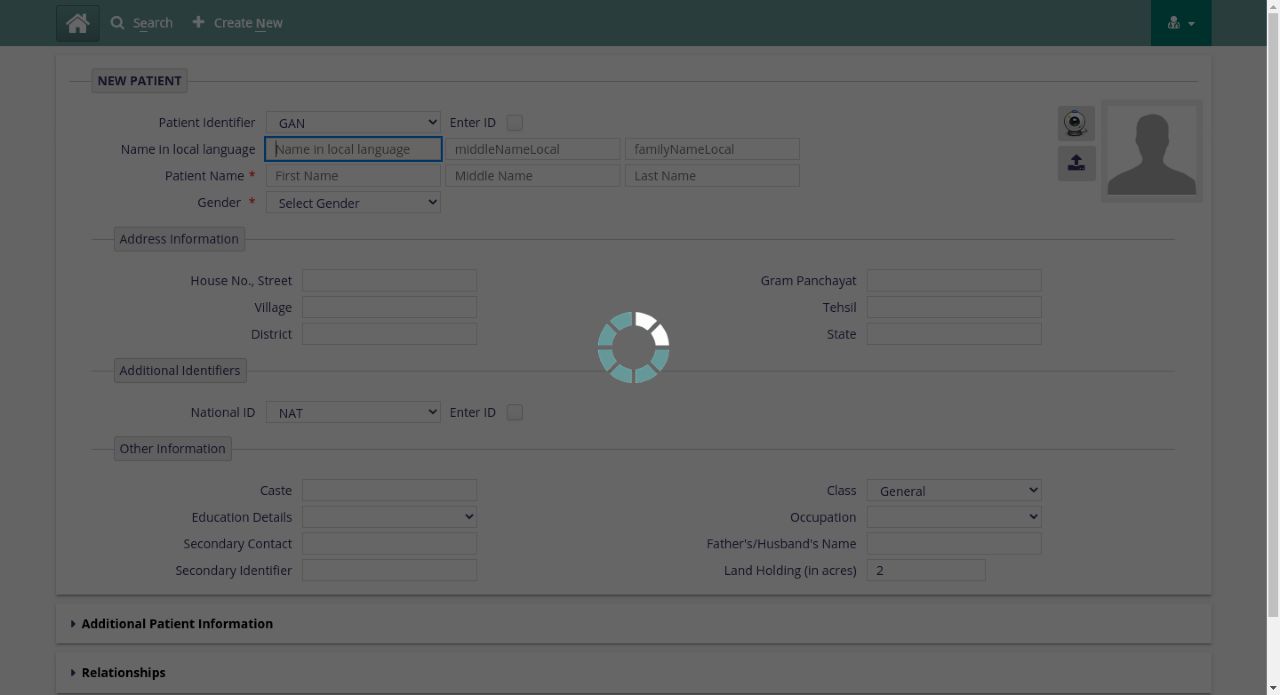 Search Create New
NEW PATIENT
Patient Identifier GAN Enter ID
Name in local language Name in local language middleNameLocal familyNameLocal
Patient Name * First Name Middle Name Last Name
Gender * Select Gender
Address Information
House No., Street Gram Panchayat
Village Tehsil
District State
Additional Identifiers
National ID NAT Enter ID
Other Information
Caste Class General
Education Details Occupation
Secondary Contact Father's/Husband's Name
Secondary Identifier Land Holding (in acres) 2
Additional Patient Information
Relationships